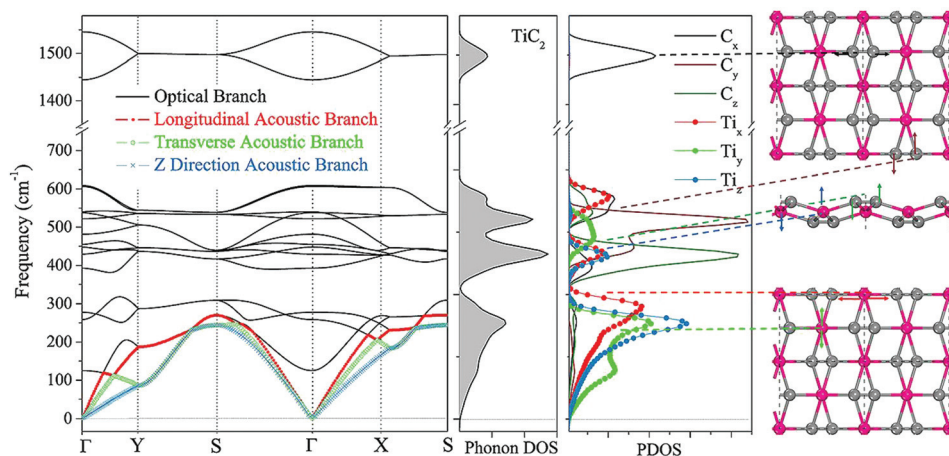 TiC₂
Cₓ
Cᵧ
C_z
Tiₓ
Tiᵧ
Ti_z
1500
1400
Optical Branch
Longitudinal Acoustic Branch
Transverse Acoustic Branch
Z Direction Acoustic Branch
700
600
500
400
300
200
100
0
Frequency (cm⁻¹)
Γ Y S Γ X S
Phonon DOS
PDOS